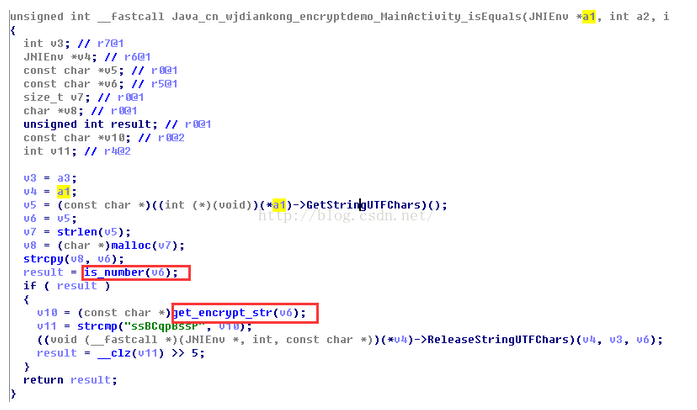 unsigned int __fastcall Java_cn_wjdiankong_encryptdemo_MainActivity_isEquals(JNIEnv *a1, int a2, i
{
int v3; // r7@1
JNIEnv *v4; // r6@1
const char *v5; // r0@1
const char *v6; // r5@1
size_t v7; // r0@1
char *v8; // r0@1
unsigned int result; // r0@1
const char *v10; // r0@2
int v11; // r4@2
v3 = a3;
v4 = a1;
v5 = (const char *)((int (*)(void))(*a1)->GetStringUTFChars)();
http://blog.csdn.net/
v6 = v5;
v7 = strlen(v5);
v8 = (char *)malloc(v7);
strcpy(v8, v6);
result = is_number(v6);
if ( result )
{
v10 = (const char *)get_encrypt_str(v6);
v11 = strcmp("ssBCqpBssP", v10);
((void (__fastcall *)(JNIEnv *, int, const char *))(*v4)->ReleaseStringUTFChars)(v4, v3, v6);
result = __clz(v11) >> 5;
}
return result;
}